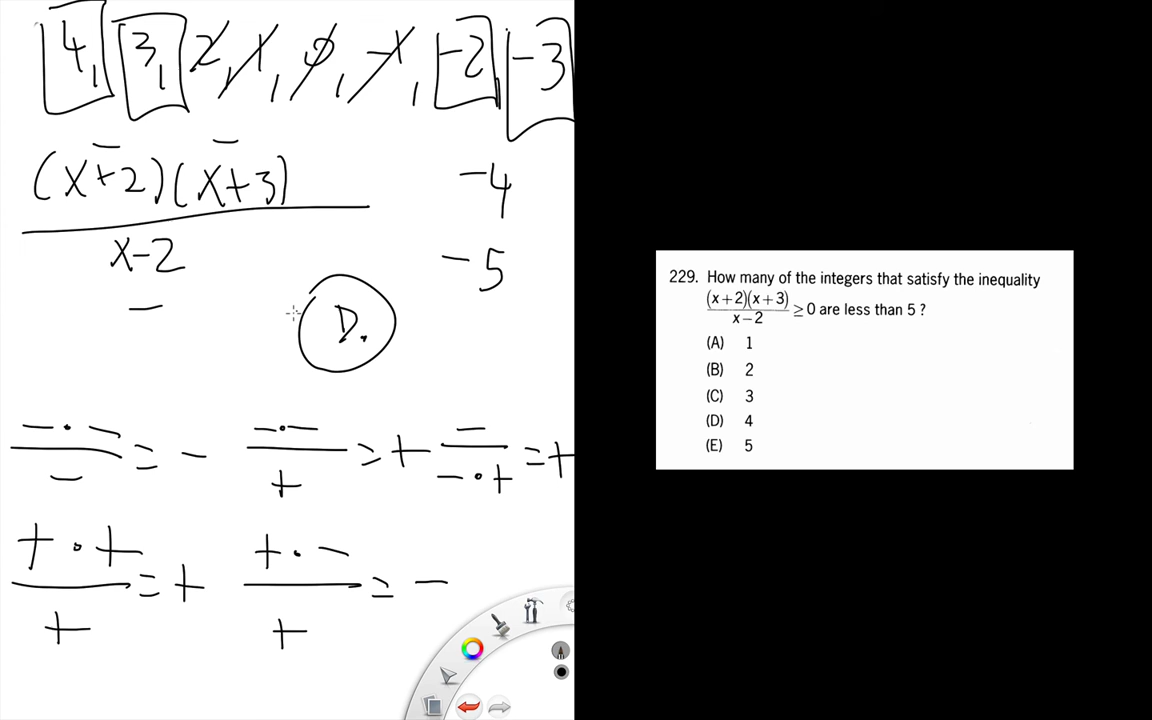 4, 3, 2, 1, 0, -1, -2, -3
- -
(x+2)(x+3)
x-2
-
-4
-5
D.
- · - / - = -
- · - / + = +
- / - · + = +
+ · + / + = +
+ · - / + = -
229. How many of the integers that satisfy the inequality
(x+2)(x+3)
x-2
≥ 0 are less than 5 ?
(A) 1
(B) 2
(C) 3
(D) 4
(E) 5